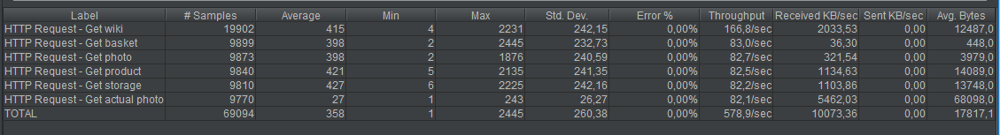 Label # Samples Average Min Max Std. Dev. Error % Throughput Received KB/sec Sent KB/sec Avg. Bytes
HTTP Request - Get wiki 19902 415 4 2231 242,15 0,00% 166,8/sec 2033,53 0,00 12487,0
HTTP Request - Get basket 9899 398 2 2445 232,73 0,00% 83,0/sec 36,30 0,00 448,0
HTTP Request - Get photo 9873 398 2 1876 240,59 0,00% 82,7/sec 321,54 0,00 3979,0
HTTP Request - Get product 9840 421 5 2135 241,35 0,00% 82,5/sec 1134,63 0,00 14089,0
HTTP Request - Get storage 9810 427 6 2225 242,16 0,00% 82,2/sec 1103,86 0,00 13748,0
HTTP Request - Get actual photo 9770 27 1 243 26,27 0,00% 82,1/sec 5462,03 0,00 68098,0
TOTAL 69094 358 1 2445 260,38 0,00% 578,9/sec 10073,36 0,00 17817,1